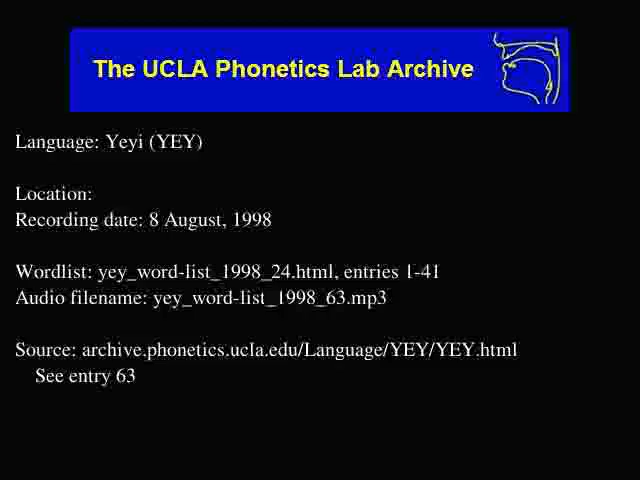 The UCLA Phonetics Lab Archive
Language: Yeyi (YEY)
Location:
Recording date: 8 August, 1998
Wordlist: yey_word-list_1998_24.html, entries 1-41
Audio filename: yey_word-list_1998_63.mp3
Source: archive.phonetics.ucla.edu/Language/YEY/YEY.html
See entry 63